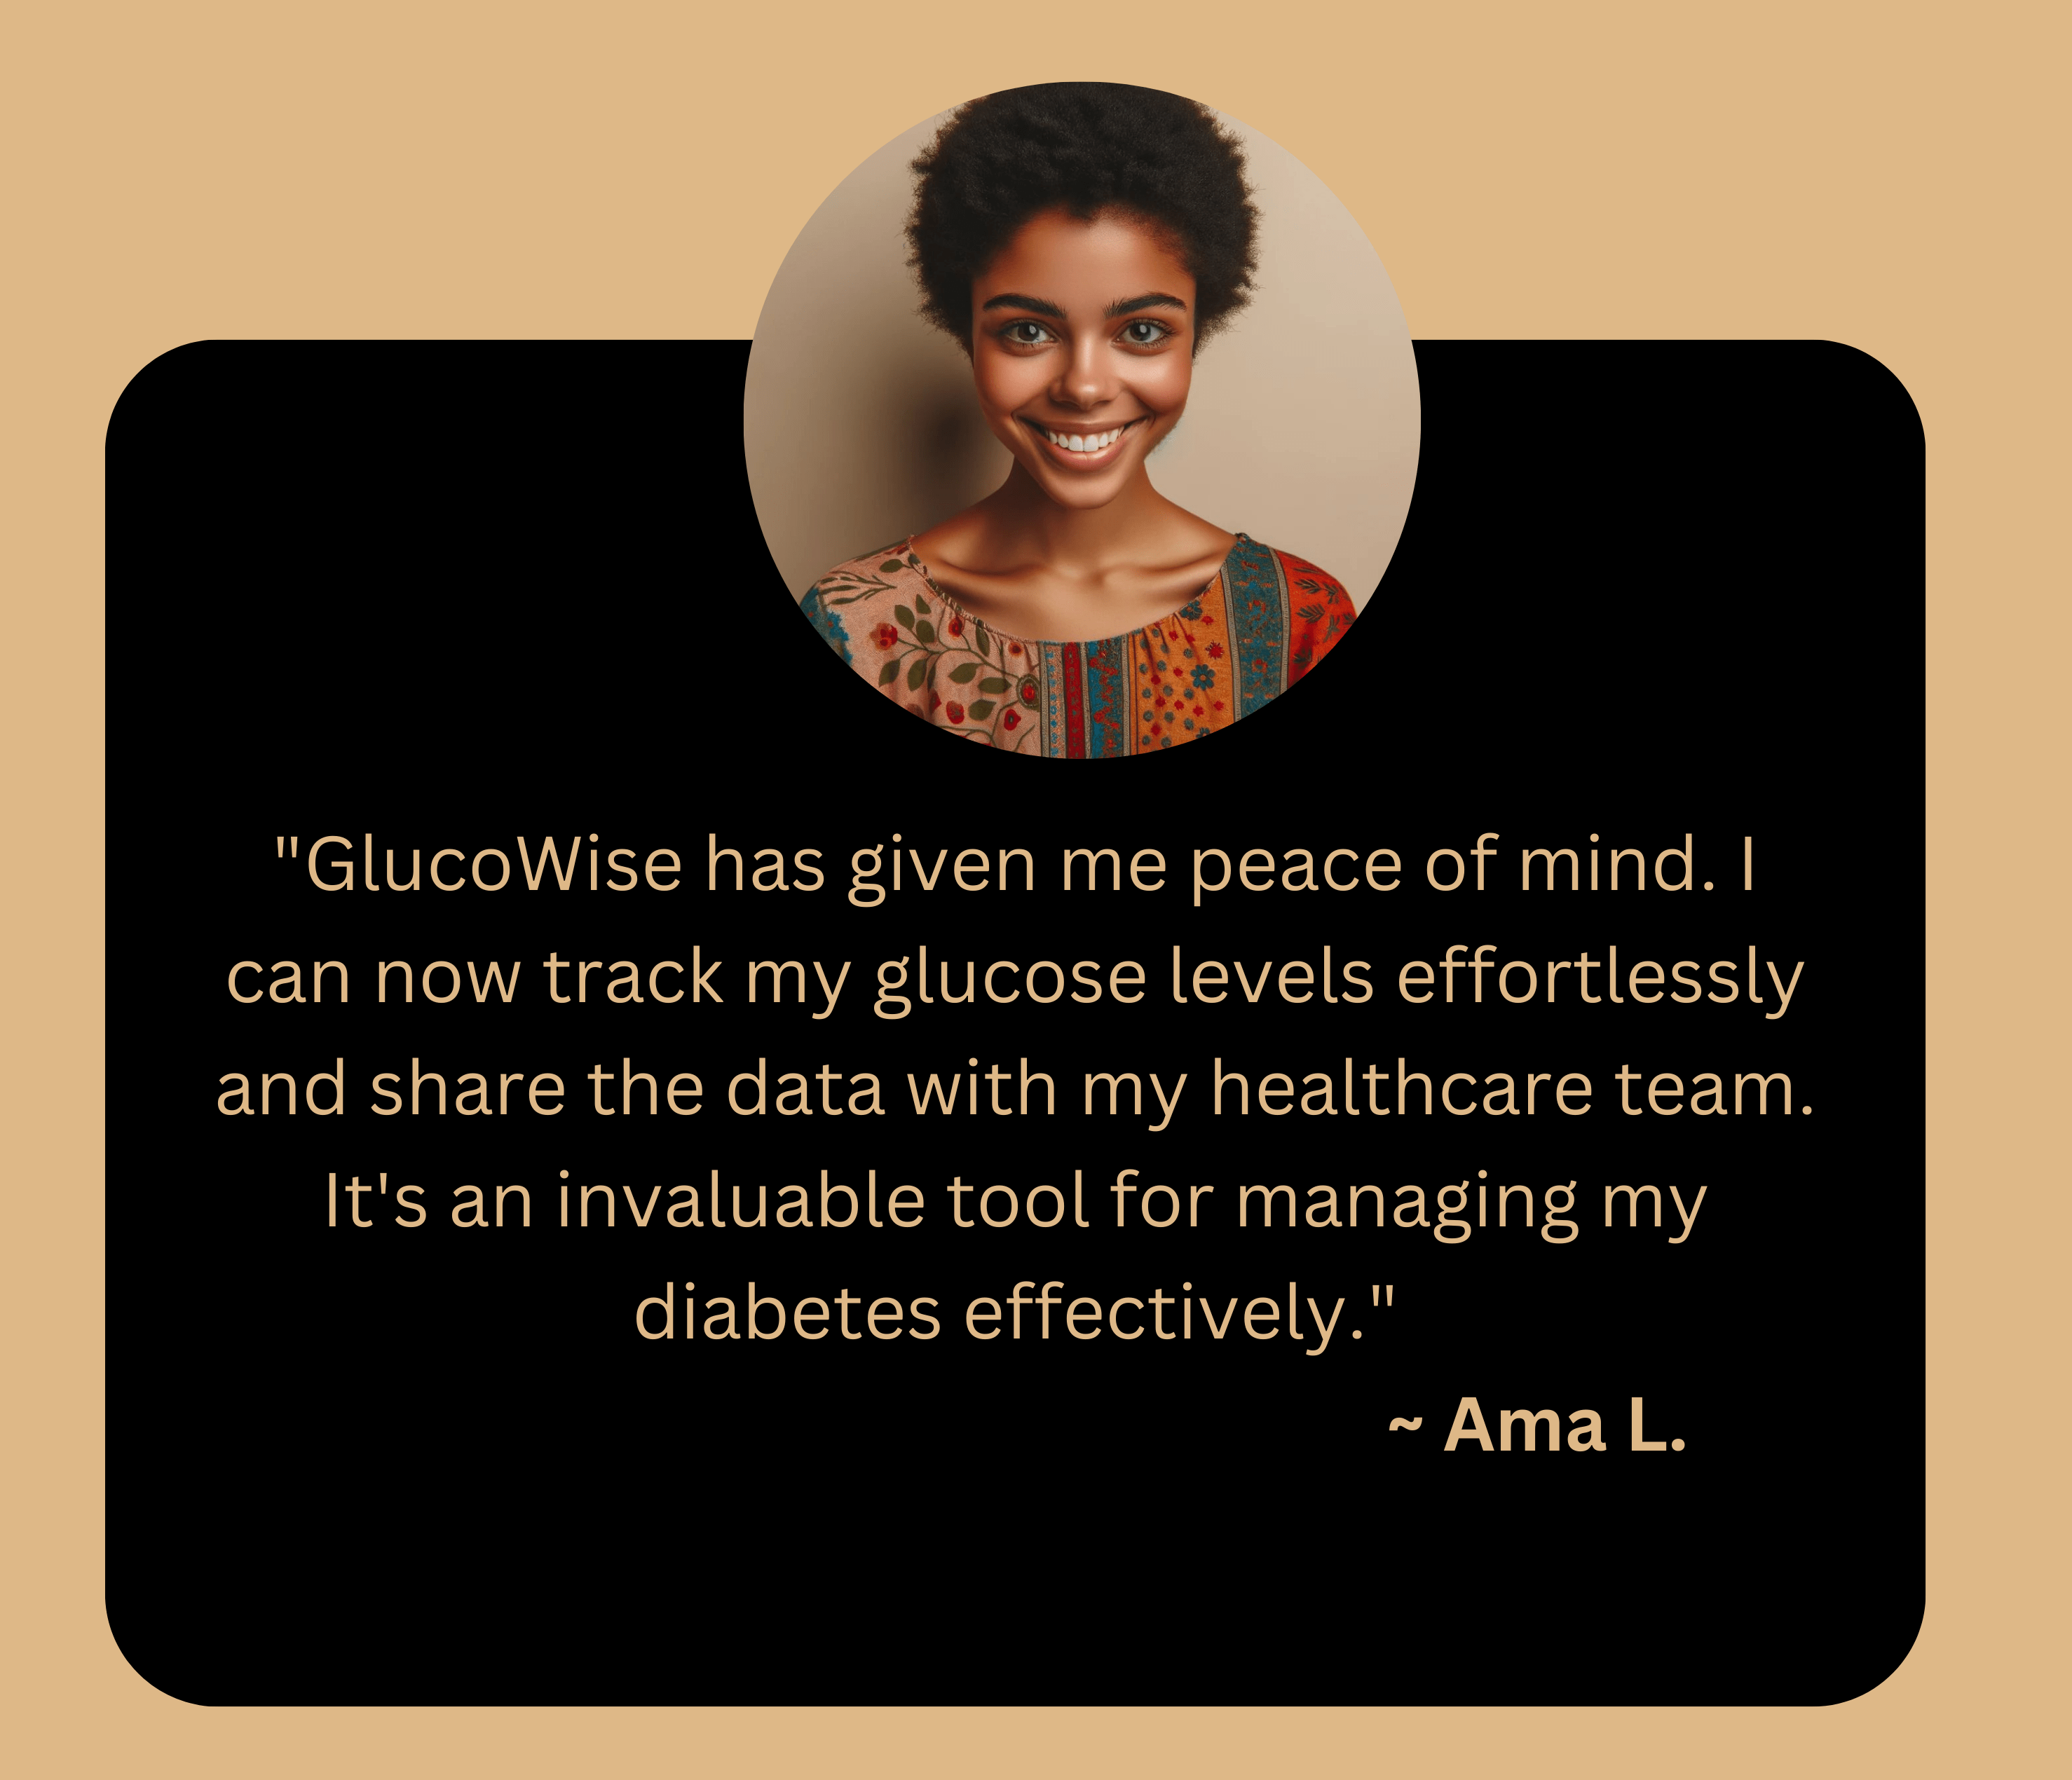 "GlucoWise has given me peace of mind. I
can now track my glucose levels effortlessly
and share the data with my healthcare team.
It's an invaluable tool for managing my
diabetes effectively."
~ Ama L.